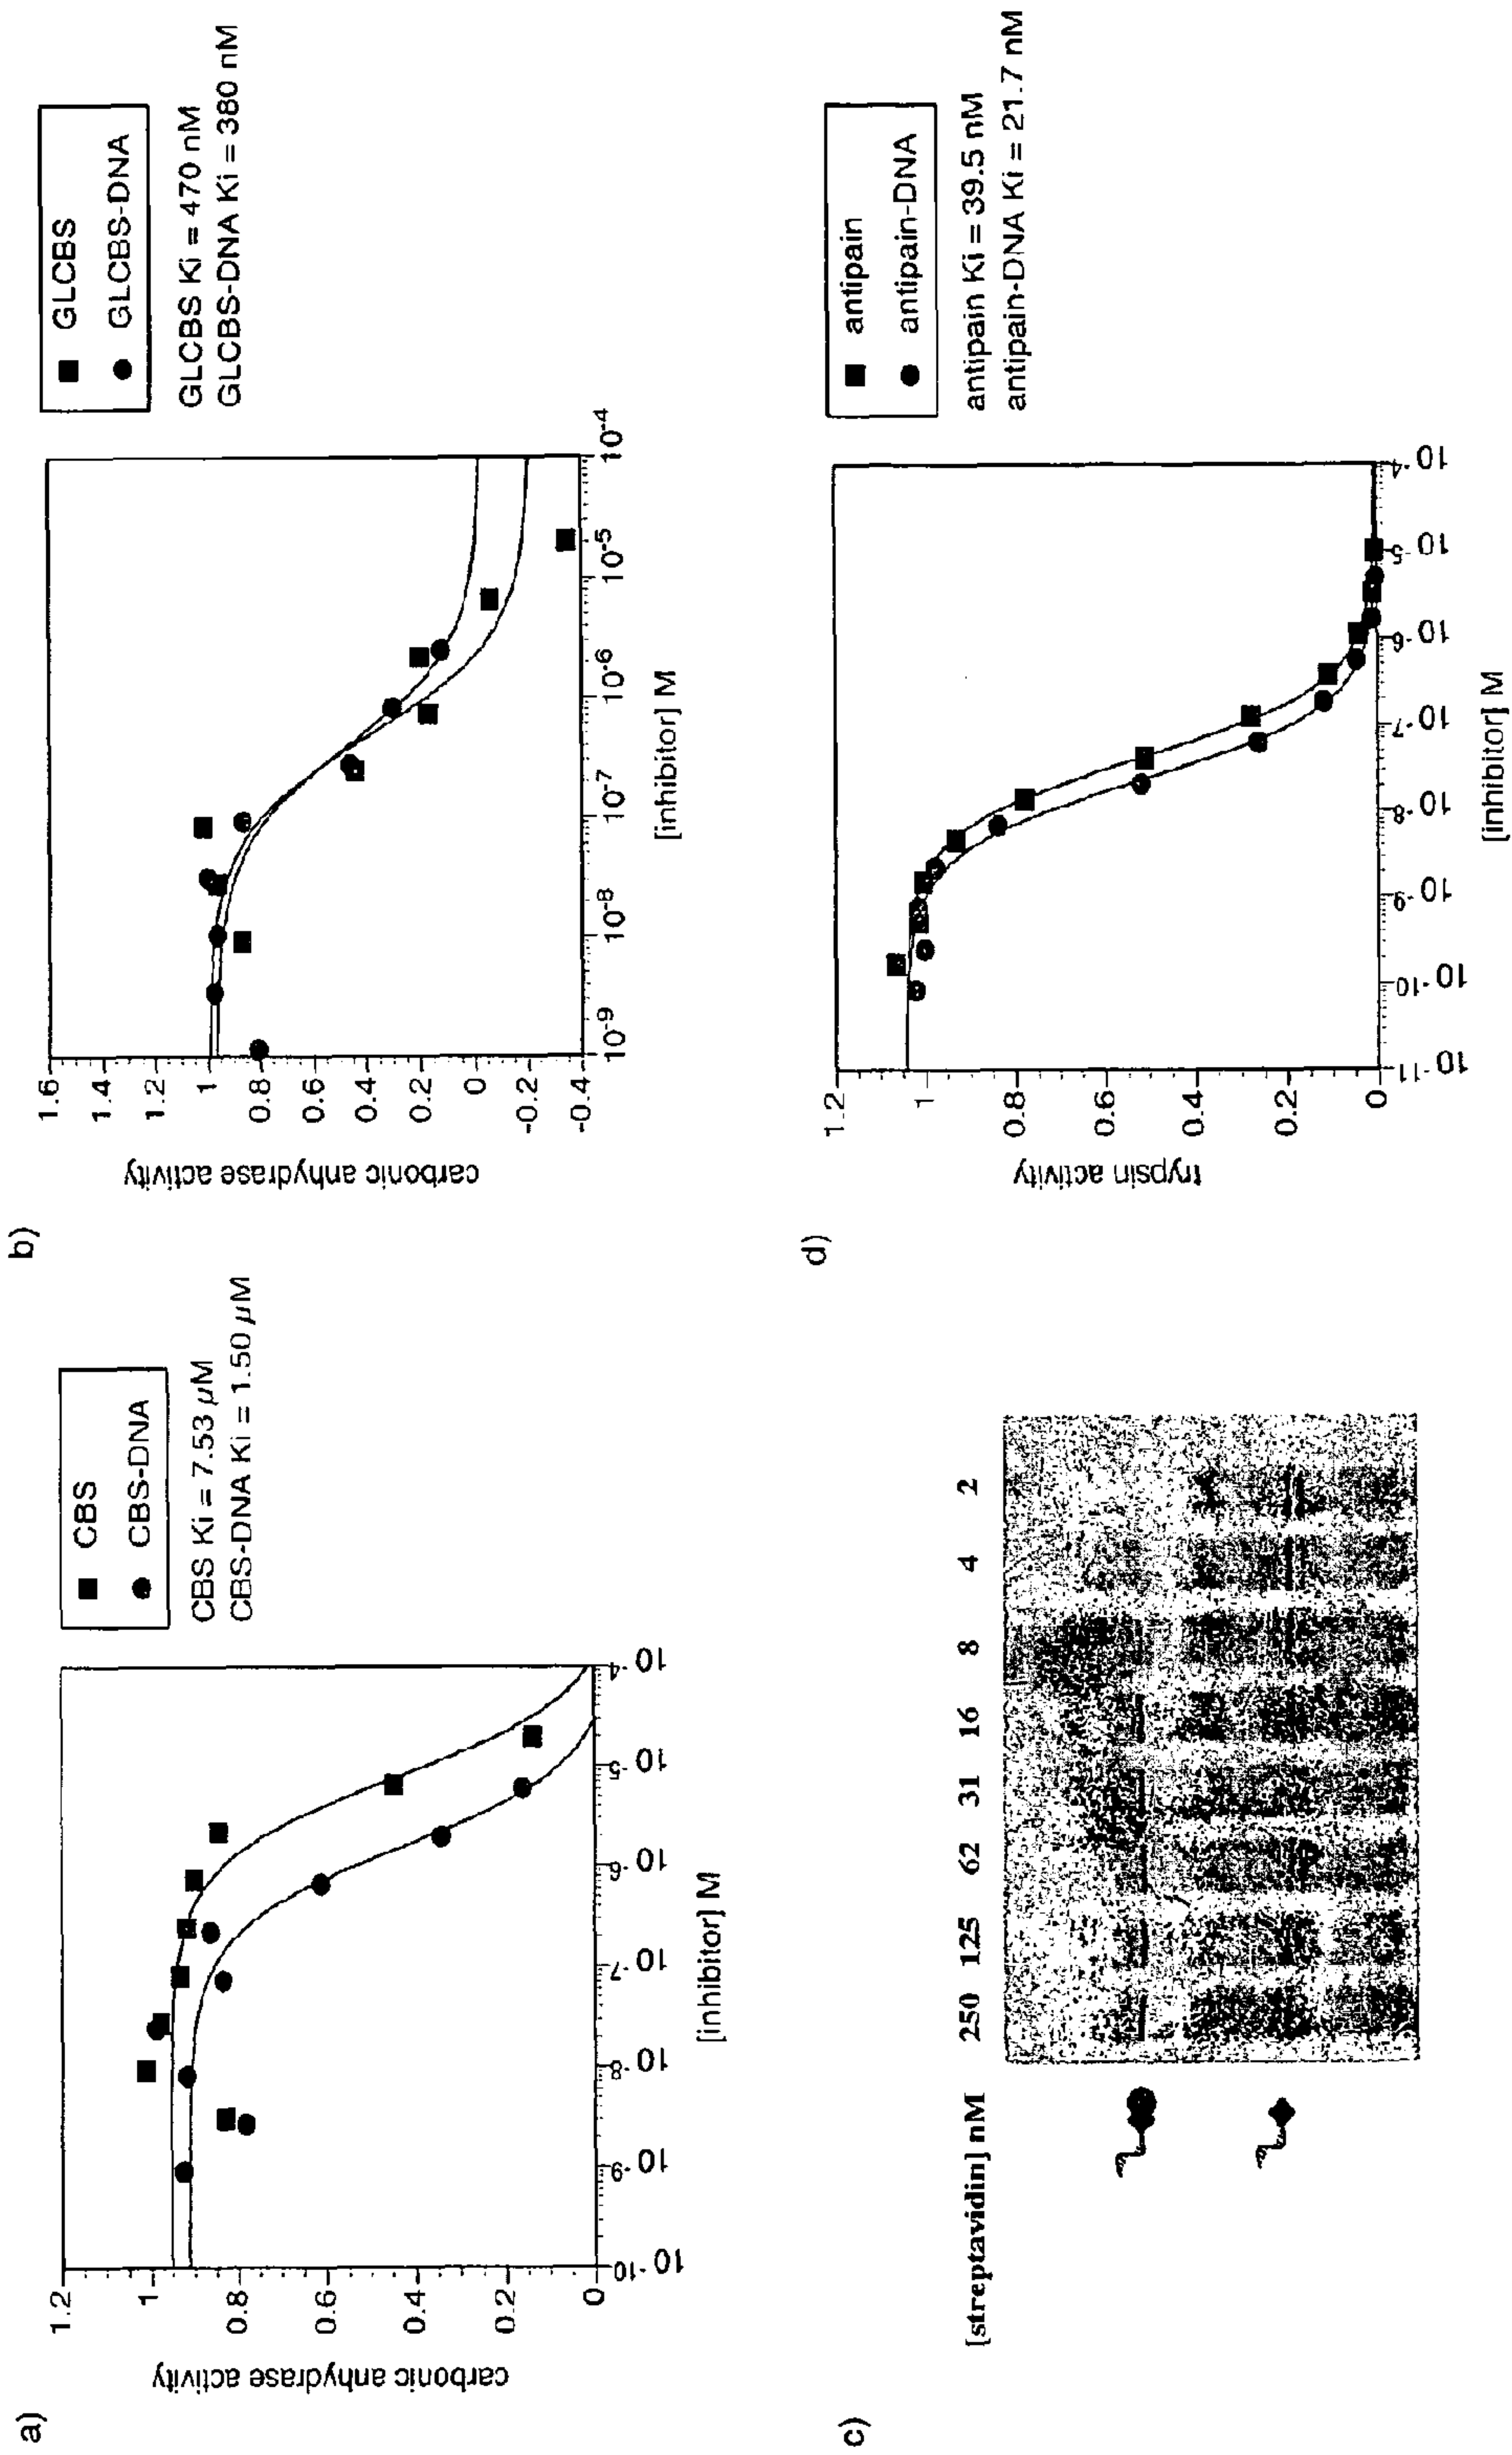 a)
carbonic anhydrase activity
1.2
1
0.8
0.6
0.4
0.2
0
10-10
10-9
10-8
10-7
10-6
10-5
10-4
[inhibitor] M
CBS
CBS-DNA
CBS Ki = 7.53 µM
CBS-DNA Ki = 1.50 µM
b)
carbonic anhydrase activity
1.6
1.4
1.2
1
0.8
0.6
0.4
0.2
0
-0.2
-0.4
10-9
10-8
10-7
10-6
10-5
10-4
[inhibitor] M
GLCBS
GLCBS-DNA
GLCBS Ki = 470 nM
GLCBS-DNA Ki = 380 nM
c)
[streptavidin] nM 250 125 62 31 16 8 4 2
d)
trypsin activity
1.2
1
0.8
0.6
0.4
0.2
0
10-11
10-10
10-9
10-8
10-7
10-6
10-5
10-4
[inhibitor] M
antipain
antipain-DNA
antipain Ki = 39.5 nM
antipain-DNA Ki = 21.7 nM